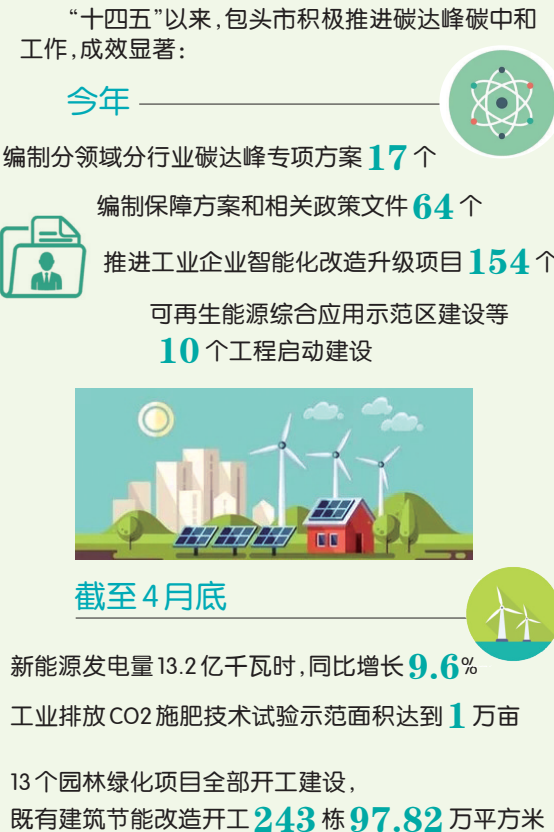 “十四五”以来,包头市积极推进碳达峰碳中和
工作,成效显著:
今年
编制分领域分行业碳达峰专项方案17个
编制保障方案和相关政策文件64个
推进工业企业智能化改造升级项目154个
可再生能源综合应用示范区建设等
10个工程启动建设
截至4月底
新能源发电量13.2亿千瓦时,同比增长9.6%
工业排放CO2施肥技术试验示范面积达到1万亩
13个园林绿化项目全部开工建设,
既有建筑节能改造开工243栋97.82万平方米